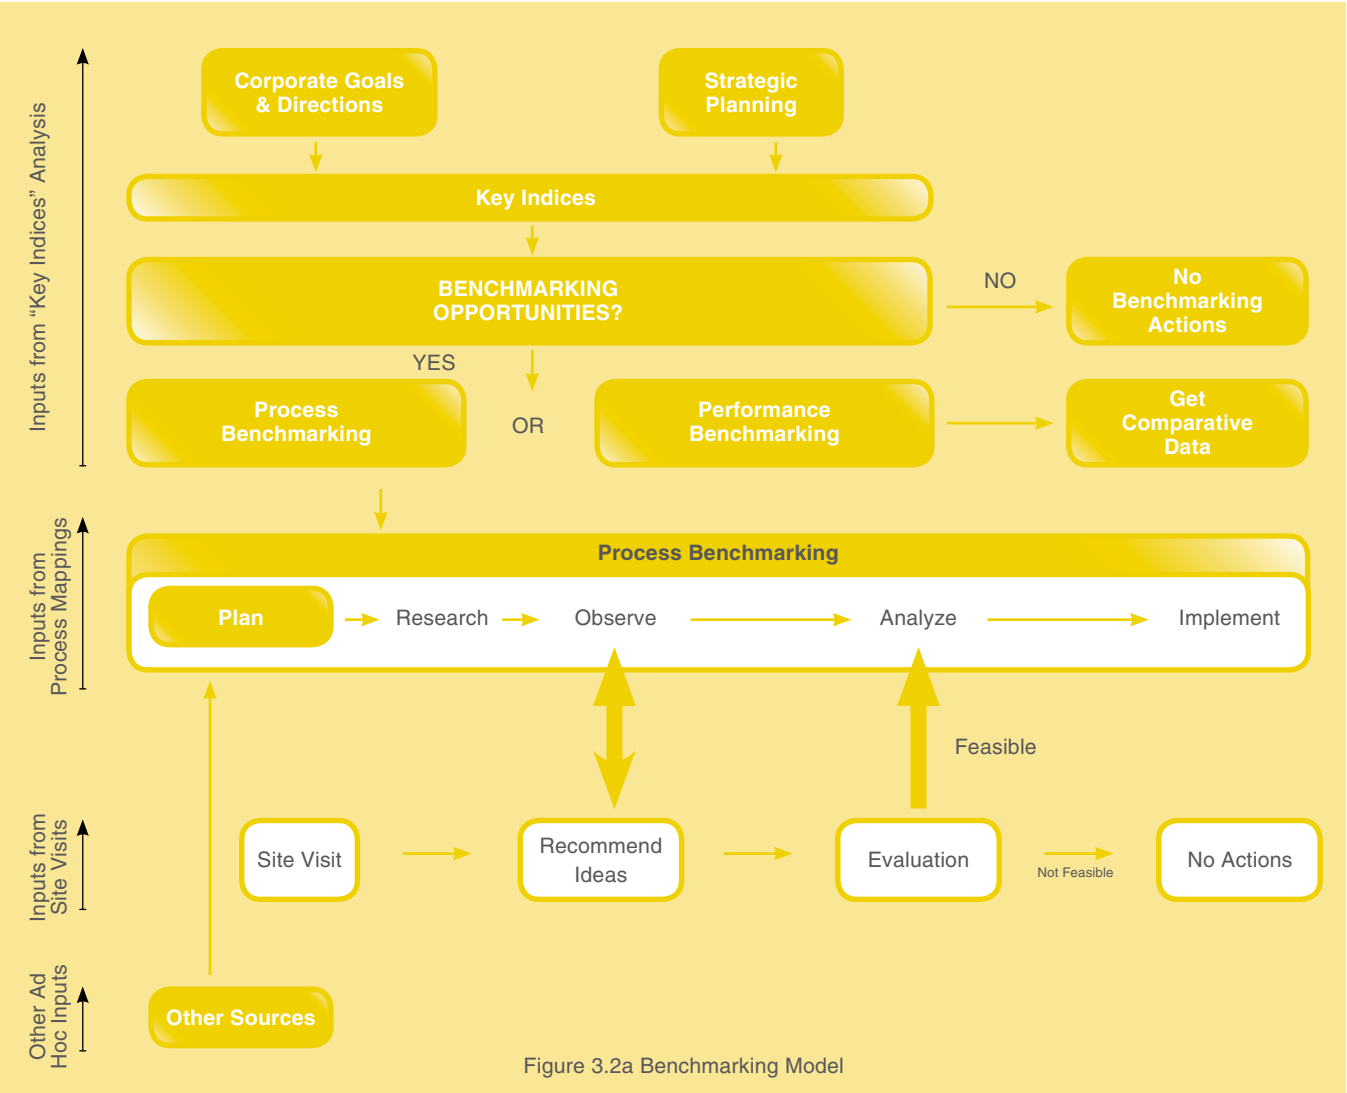 Inputs from “Key Indices” Analysis
Corporate Goals
& Directions
Strategic
Planning
Key Indices
BENCHMARKING
OPPORTUNITIES?
NO
No
Benchmarking
Actions
YES
Process
Benchmarking
OR
Performance
Benchmarking
Get
Comparative
Data
Inputs from
Process Mappings
Process Benchmarking
Plan
Research
Observe
Analyze
Implement
Feasible
Inputs from
Site Visits
Site Visit
Recommend
Ideas
Evaluation
Not Feasible
No Actions
Other Ad
Hoc Inputs
Other Sources
Figure 3.2a Benchmarking Model